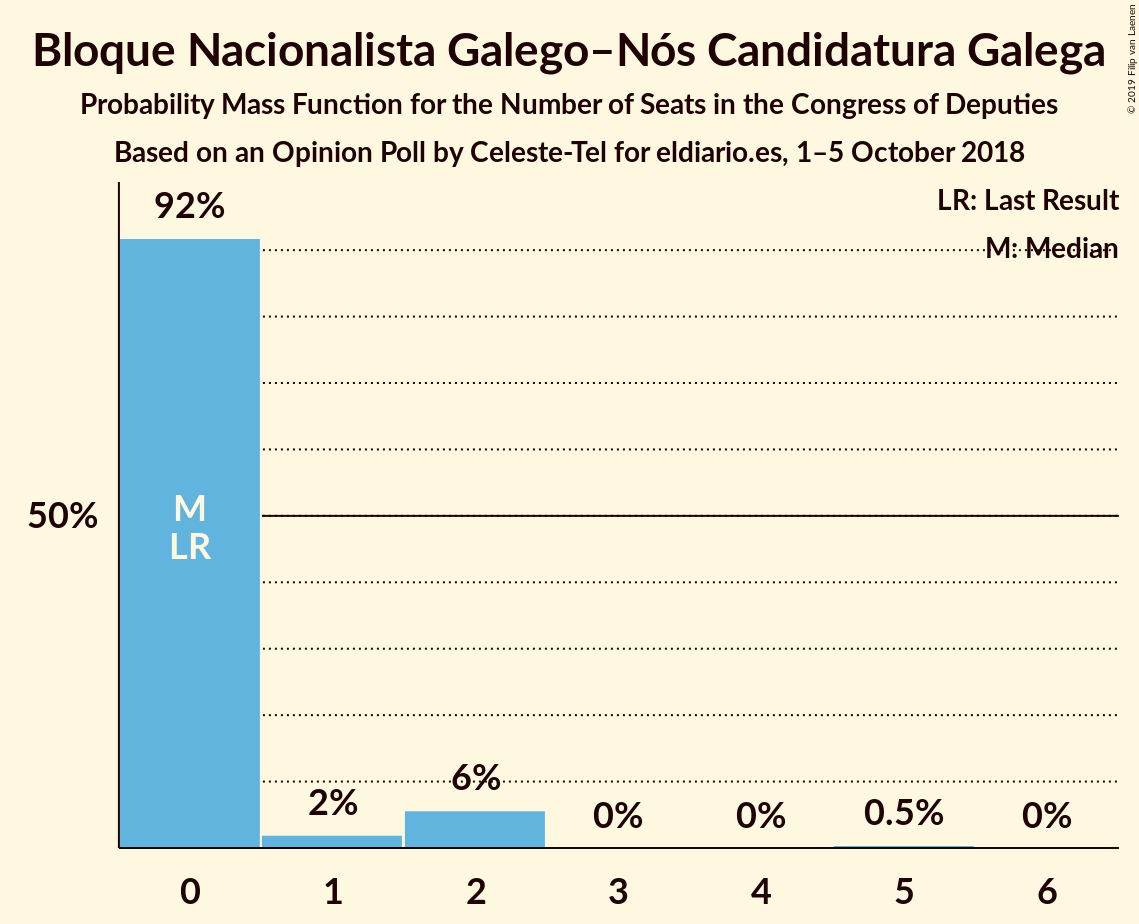 Bloque Nacionalista Galego–Nós Candidatura Galega
Probability Mass Function for the Number of Seats in the Congress of Deputies
Based on an Opinion Poll by Celeste-Tel for eldiario.es, 1–5 October 2018
© 2019 Filip van Laenen
LR: Last Result
M: Median
92%
50%
M
LR
2%
6%
0%
0%
0.5%
0%
0 1 2 3 4 5 6